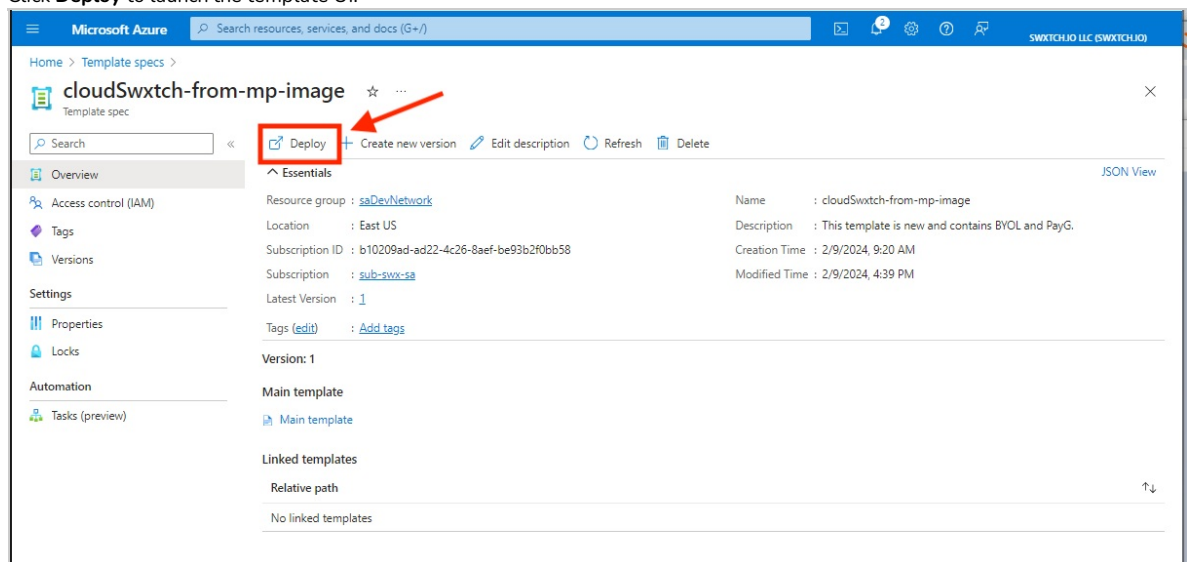 Click Deploy to launch the template UI.
Microsoft Azure
Search resources, services, and docs (G+/)
2
SWXTCH.IO LLC (SWXTCH.IO)
Home > Template specs >
cloudSwxtch-from-mp-image
Template spec
Search
Deploy
Create new version
Edit description
Refresh
Delete
Overview
Access control (IAM)
Tags
Versions
Settings
Properties
Locks
Automation
Tasks (preview)
Essentials
JSON View
Resource group : saDevNetwork
Location : East US
Subscription ID : b10209ad-ad22-4c26-8aef-be93b2f0bb58
Subscription : sub-swx-sa
Latest Version : 1
Tags (edit) : Add tags
Name : cloudSwxtch-from-mp-image
Description : This template is new and contains BYOL and PayG.
Creation Time : 2/9/2024, 9:20 AM
Modified Time : 2/9/2024, 4:39 PM
Version: 1
Main template
Main template
Linked templates
Relative path
No linked templates